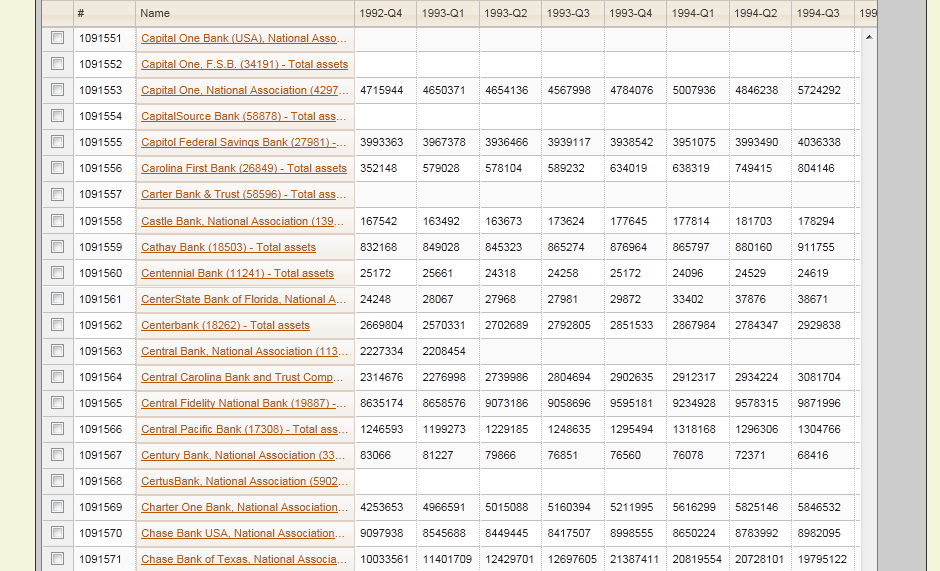 # Name 1992-Q4 1993-Q1 1993-Q2 1993-Q3 1993-Q4 1994-Q1 1994-Q2 1994-Q3 199
1091551 Capital One Bank (USA), National Asso...
1091552 Capital One, F.S.B. (34191) - Total assets
1091553 Capital One, National Association (4297... 4715944 4650371 4654136 4567998 4784076 5007936 4846238 5724292
1091554 CapitalSource Bank (58878) - Total ass...
1091555 Capitol Federal Savings Bank (27981) -... 3993363 3967378 3936466 3939117 3938542 3951075 3993490 4036338
1091556 Carolina First Bank (26849) - Total assets 352148 579028 578104 589232 634019 638319 749415 804146
1091557 Carter Bank & Trust (58596) - Total ass...
1091558 Castle Bank, National Association (139... 167542 163492 163673 173624 177645 177814 181703 178294
1091559 Cathay Bank (18503) - Total assets 832168 849028 845323 865274 876964 865797 880160 911755
1091560 Centennial Bank (11241) - Total assets 25172 25661 24318 24258 25172 24096 24529 24619
1091561 CenterState Bank of Florida, National A... 24248 28067 27968 27981 29872 33402 37876 38671
1091562 Centerbank (18262) - Total assets 2669804 2570331 2702689 2792805 2851533 2867984 2784347 2929838
1091563 Central Bank, National Association (113... 2227334 2208454
1091564 Central Carolina Bank and Trust Comp... 2314676 2276998 2739986 2804694 2902635 2912317 2934224 3081704
1091565 Central Fidelity National Bank (19887) -... 8635174 8658576 9073186 9058696 9595181 9234928 9578315 9871996
1091566 Central Pacific Bank (17308) - Total ass... 1246593 1199273 1229185 1248635 1295494 1318168 1296306 1304766
1091567 Century Bank, National Association (33... 83066 81227 79866 76851 76560 76078 72371 68416
1091568 CertusBank, National Association (5902...
1091569 Charter One Bank, National Association... 4253653 4966591 5015088 5160394 5211995 5616299 5825146 5846532
1091570 Chase Bank USA, National Association... 9097938 8545688 8449445 8417507 8998555 8650224 8783992 8982095
1091571 Chase Bank of Texas, National Associa... 10033561 11401709 12429701 12697605 21387411 20819554 20728101 19795122